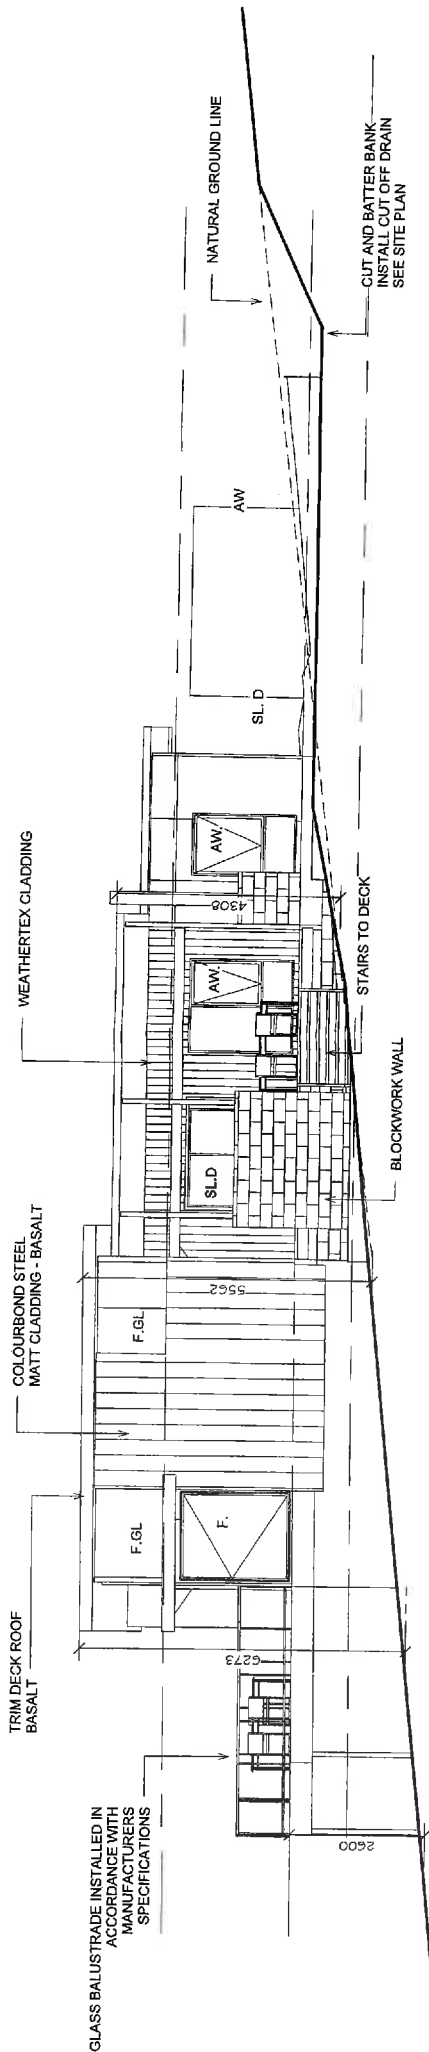 GLASS BALUSTRADE INSTALLED IN
ACCORDANCE WITH
MANUFACTURERS
SPECIFICATIONS
TRIM DECK ROOF
BASALT
COLOURBOND STEEL
MATT CLADDING - BASALT
WEATHERTEX CLADDING
NATURAL GROUND LINE
CUT AND BATTER BANK
INSTALL CUT OFF DRAIN
SEE SITE PLAN
STAIRS TO DECK
BLOCKWORK WALL
2600
6273
F.GL
F.
F.GL
5562
SL.D
AW.
4308
AW.
SL. D
AW